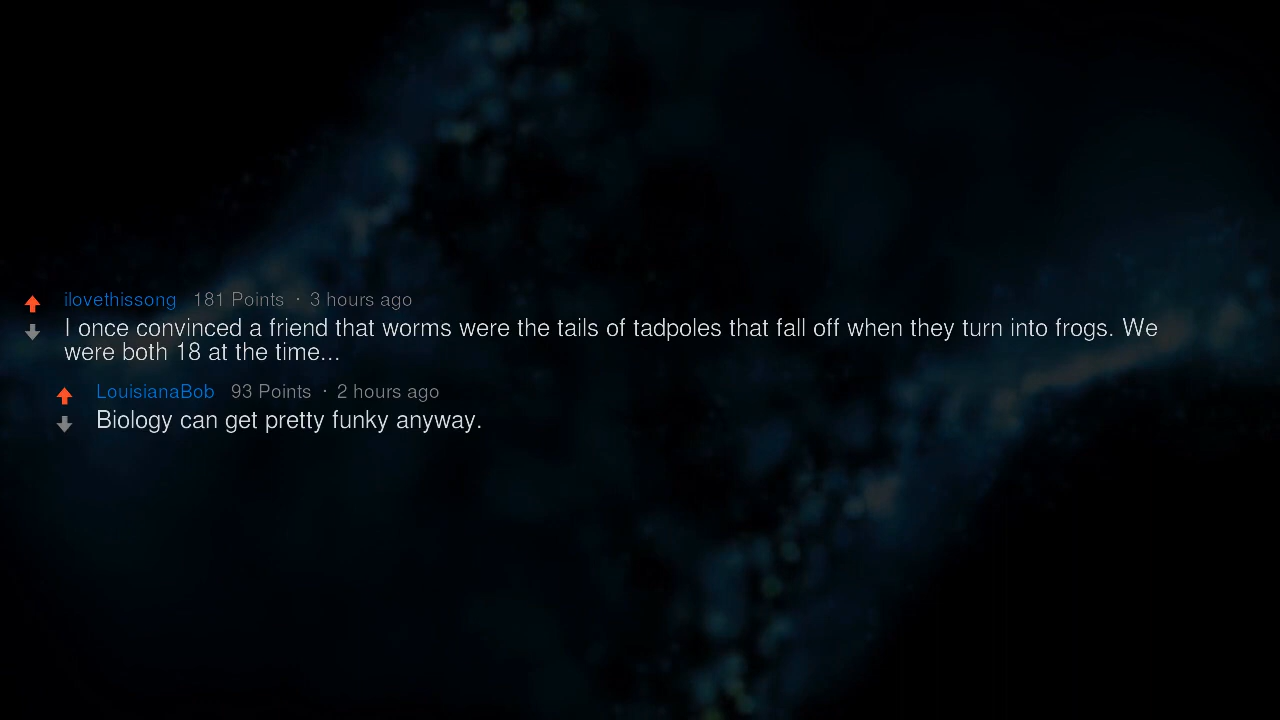 ilovethissong 181 Points · 3 hours ago
I once convinced a friend that worms were the tails of tadpoles that fall off when they turn into frogs. We
were both 18 at the time...
LouisianaBob 93 Points · 2 hours ago
Biology can get pretty funky anyway.